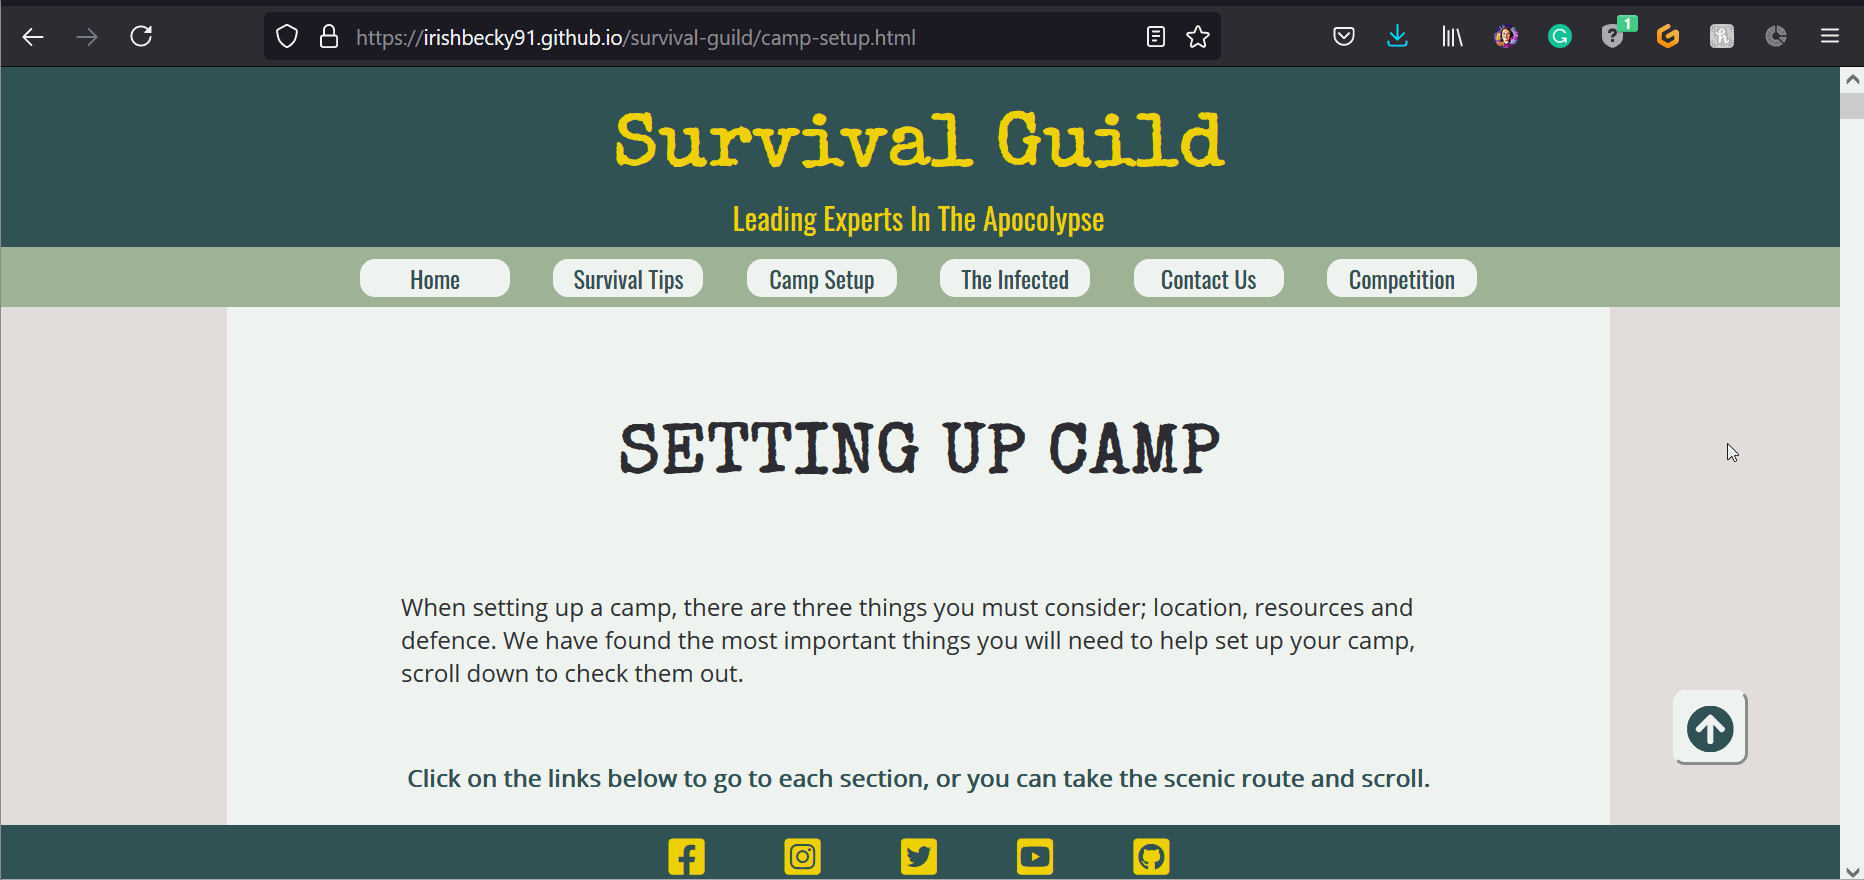 https://irishbecky91.github.io/survival-guild/camp-setup.html
1
Survival Guild
Leading Experts In The Apocolypse
Home Survival Tips Camp Setup The Infected Contact Us Competition
SETTING UP CAMP
When setting up a camp, there are three things you must consider; location, resources and
defence. We have found the most important things you will need to help set up your camp,
scroll down to check them out.
Click on the links below to go to each section, or you can take the scenic route and scroll.